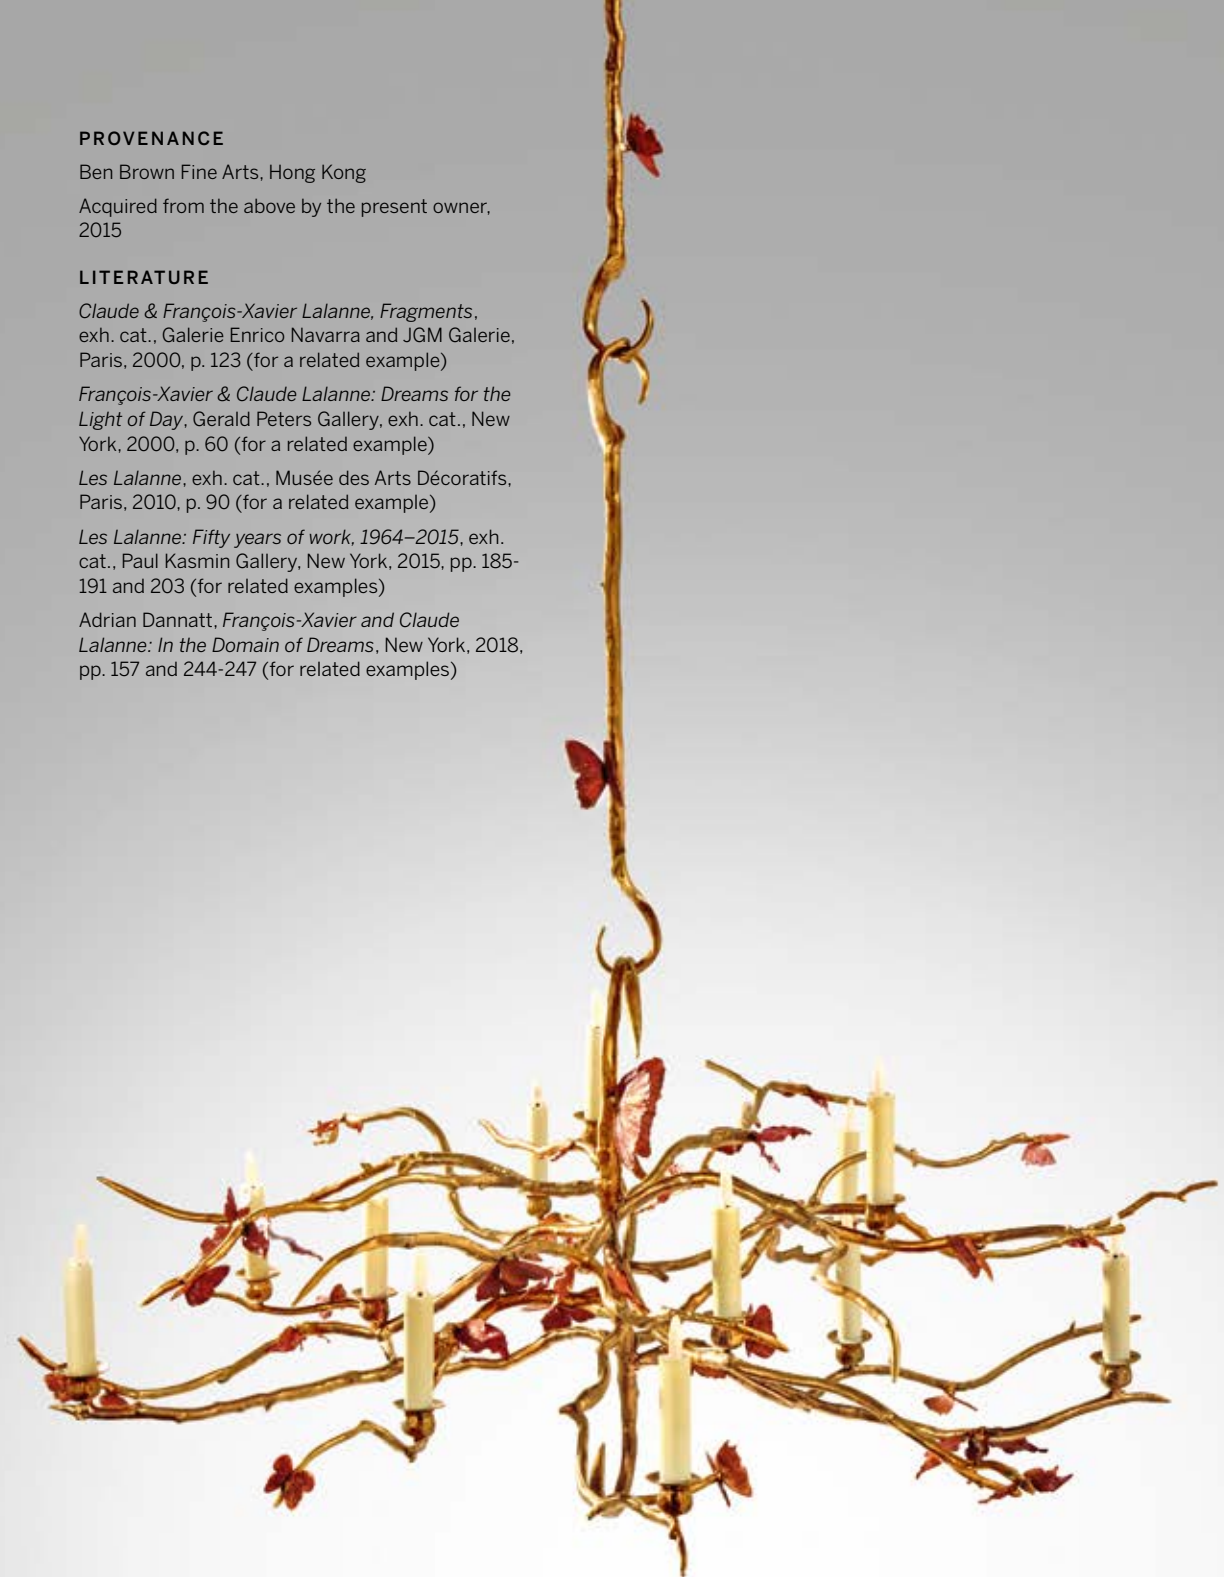 PROVENANCE
Ben Brown Fine Arts, Hong Kong
Acquired from the above by the present owner,
2015
LITERATURE
Claude & François-Xavier Lalanne, Fragments,
exh. cat., Galerie Enrico Navarra and JGM Galerie,
Paris, 2000, p. 123 (for a related example)
François-Xavier & Claude Lalanne: Dreams for the
Light of Day, Gerald Peters Gallery, exh. cat., New
York, 2000, p. 60 (for a related example)
Les Lalanne, exh. cat., Musée des Arts Décoratifs,
Paris, 2010, p. 90 (for a related example)
Les Lalanne: Fifty years of work, 1964–2015, exh.
cat., Paul Kasmin Gallery, New York, 2015, pp. 185-
191 and 203 (for related examples)
Adrian Dannatt, François-Xavier and Claude
Lalanne: In the Domain of Dreams, New York, 2018,
pp. 157 and 244-247 (for related examples)